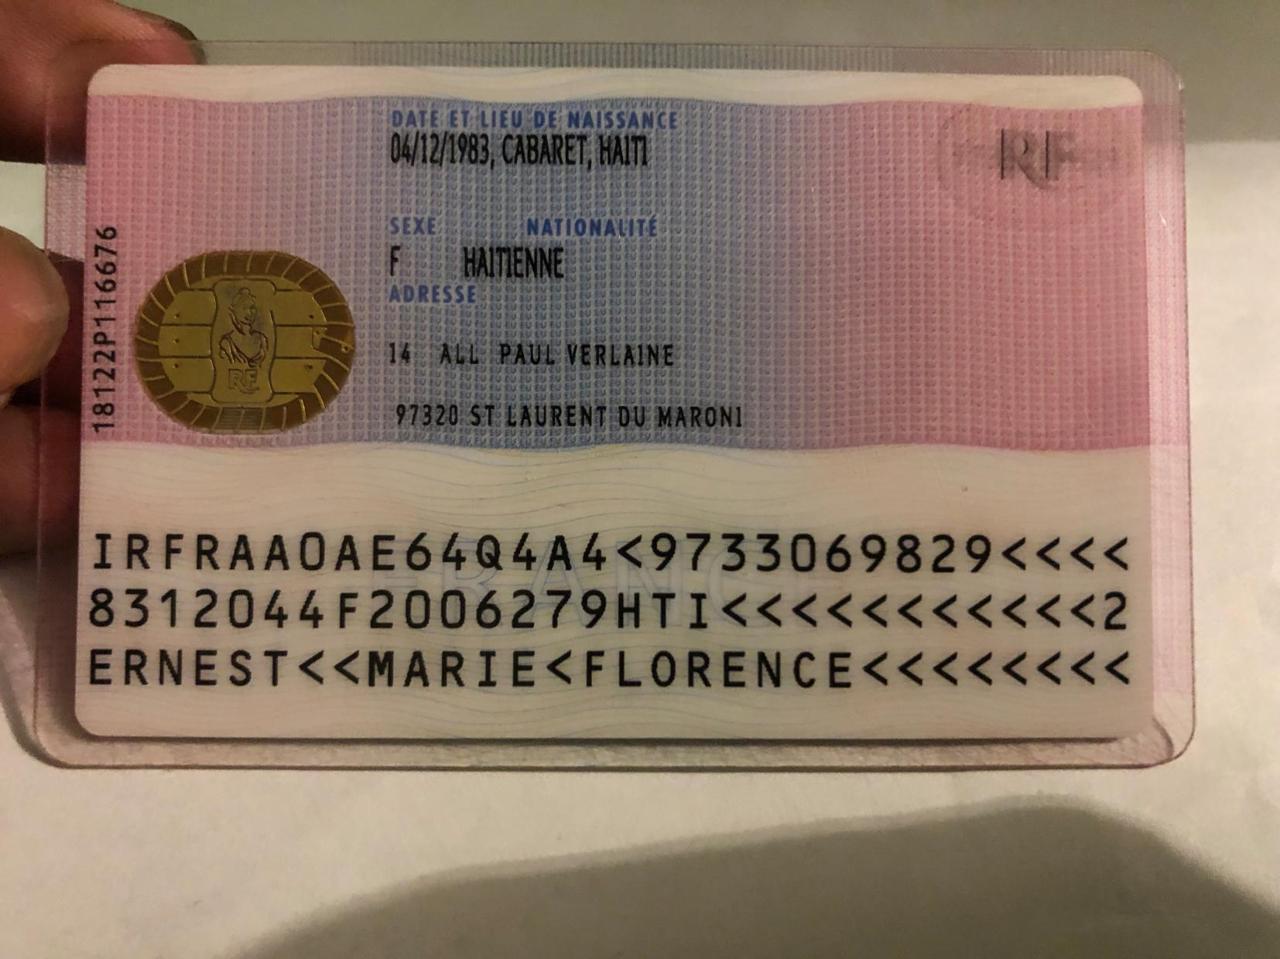 DATE ET LIEU DE NAISSANCE
04/12/1983, CABARET, HAITI
RF
SEXE NATIONALITÉ
F HAITIENNE
ADRESSE
14 ALL PAUL VERLAINE
97320 ST LAURENT DU MARONI
18122P116676
RF
IRFRAA0AE64Q4A4<9733069829<<<<
8312044F2006279HTI<<<<<<<<<<<2
ERNEST<<MARIE<FLORENCE<<<<<<<<